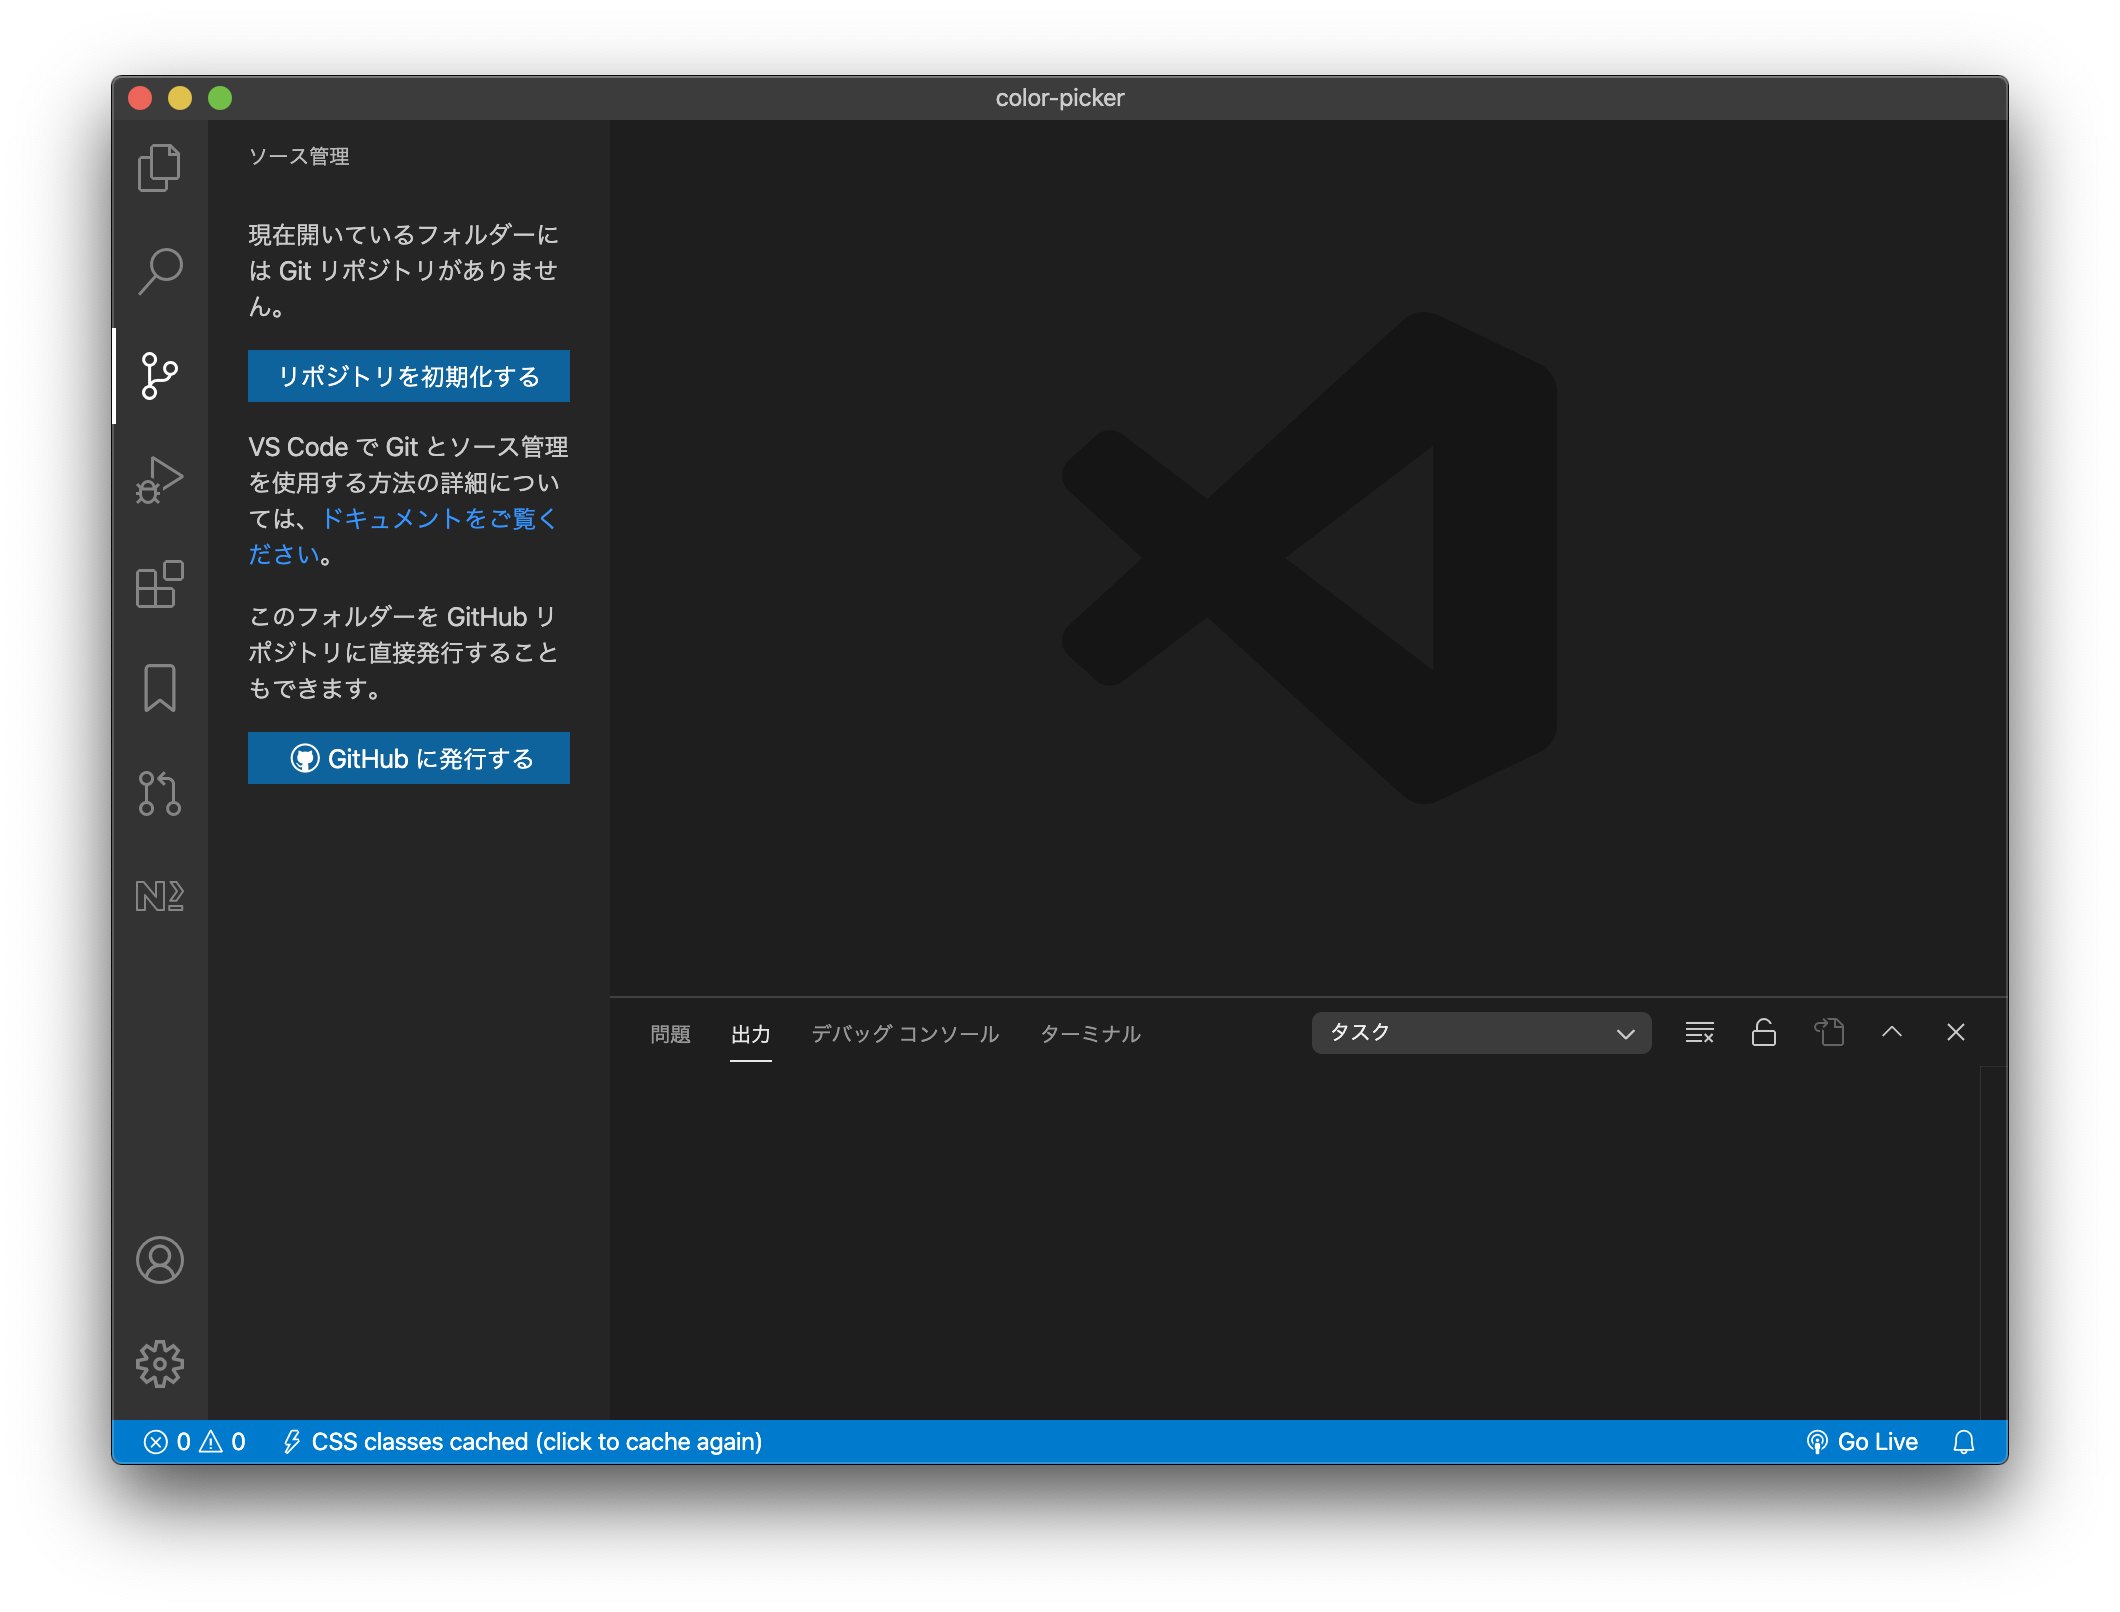 color-picker
ソース管理
現在開いているフォルダーに
は Git リポジトリがありませ
ん。
リポジトリを初期化する
VS Code で Git とソース管理
を使用する方法の詳細につい
ては、ドキュメントをご覧く
ださい。
このフォルダーを GitHub リ
ポジトリに直接発行すること
もできます。
GitHub に発行する
問題 出力 デバッグ コンソール ターミナル タスク
0 0 CSS classes cached (click to cache again) Go Live